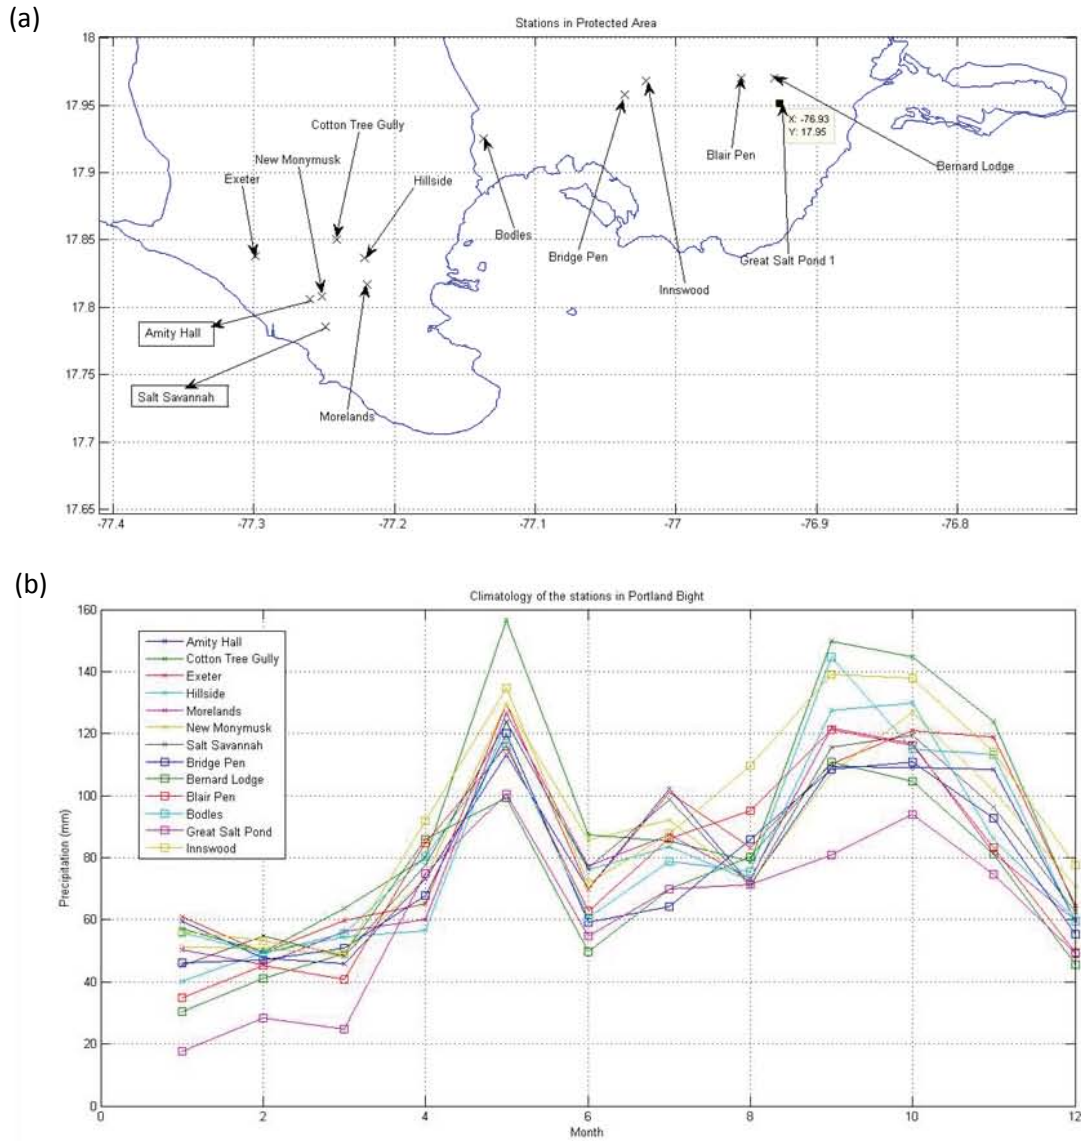 (a)
Stations in Protected Area
18
17.95
17.9
17.85
17.8
17.75
17.7
17.65
-77.4
-77.3
-77.2
-77.1
-77
-76.9
-76.8
Cotton Tree Gully
New Monymusk
Exeter
Hillside
Bodles
Bridge Pen
Innswood
Blair Pen
X: -76.93
Y: 17.95
Bernard Lodge
Great Salt Pond 1
Amity Hall
Salt Savannah
Morelands
(b)
Climatology of the stations in Portland Bight
160
140
120
100
80
60
40
20
0
Precipitation (mm)
Amity Hall
Cotton Tree Gully
Exeter
Hillside
Morelands
New Monymusk
Salt Savannah
Bridge Pen
Bernard Lodge
Blair Pen
Bodles
Great Salt Pond
Innswood
0
2
4
6
8
10
12
Month